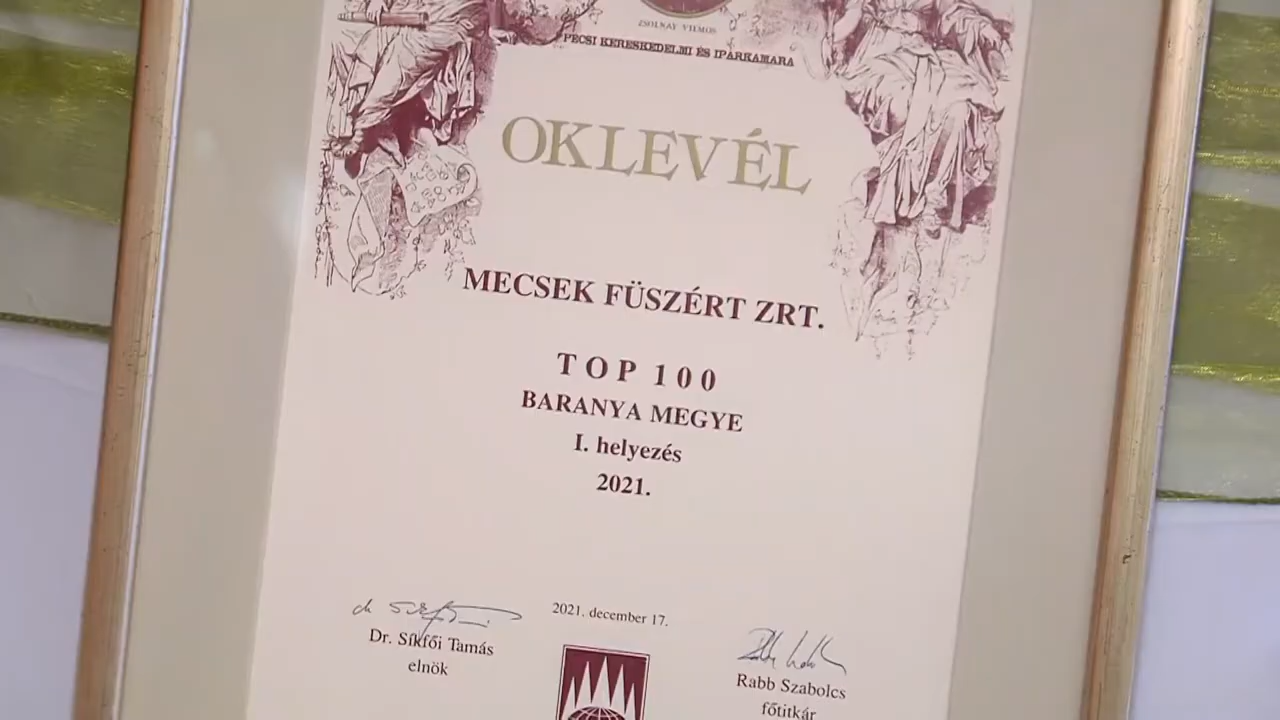 ZSOLNAY VILMOS
PÉCSI KERESKEDELMI ÉS IPARKAMARA
OKLEVÉL
MECSEK FÜSZÉRT ZRT.
TOP 100
BARANYA MEGYE
I. helyezés
2021.
2021. december 17.
Dr. Síkfői Tamás
elnök
Rabb Szabolcs
főtitkár